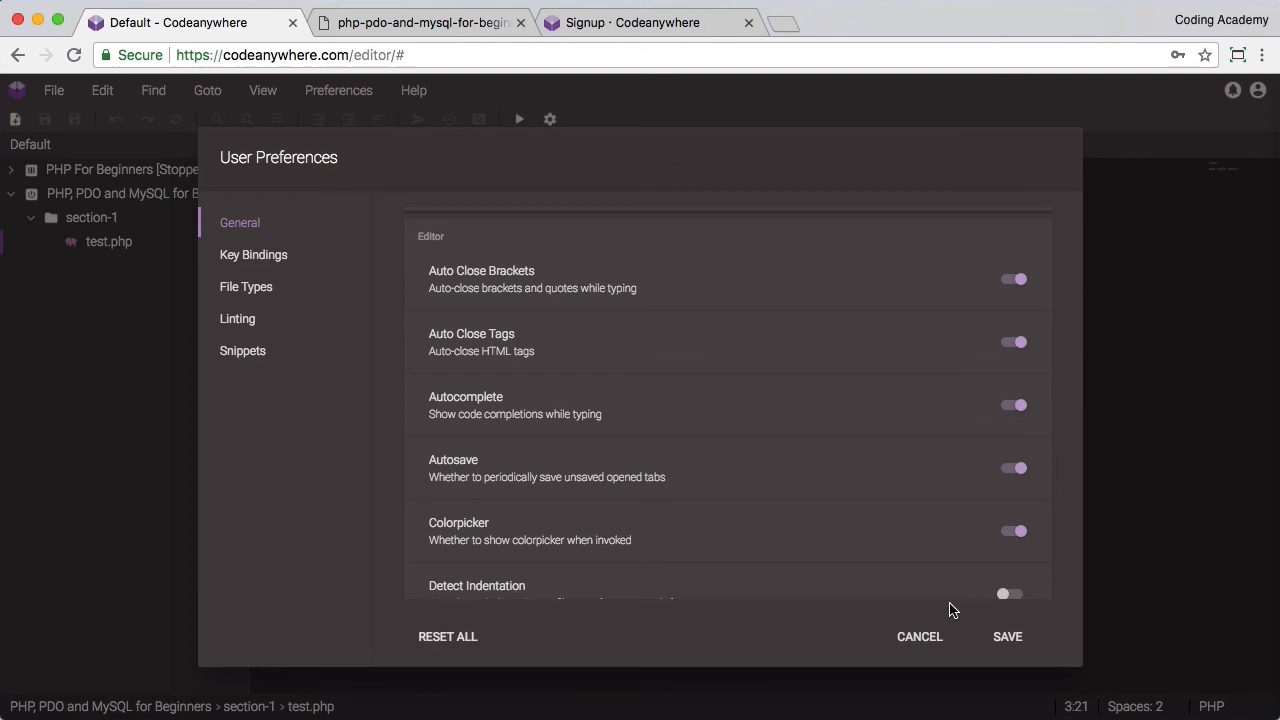 Default - Codeanywhere
php-pdo-and-mysql-for-begin
Signup · Codeanywhere
Coding Academy
Secure
https://codeanywhere.com/editor/#
File Edit Find Goto View Preferences Help
Default
PHP For Beginners [Stoppe
PHP, PDO and MySQL for B
section-1
test.php
User Preferences
General
Key Bindings
File Types
Linting
Snippets
Editor
Auto Close Brackets
Auto-close brackets and quotes while typing
Auto Close Tags
Auto-close HTML tags
Autocomplete
Show code completions while typing
Autosave
Whether to periodically save unsaved opened tabs
Colorpicker
Whether to show colorpicker when invoked
Detect Indentation
RESET ALL
CANCEL
SAVE
PHP, PDO and MySQL for Beginners › section-1 › test.php
3:21
Spaces: 2
PHP